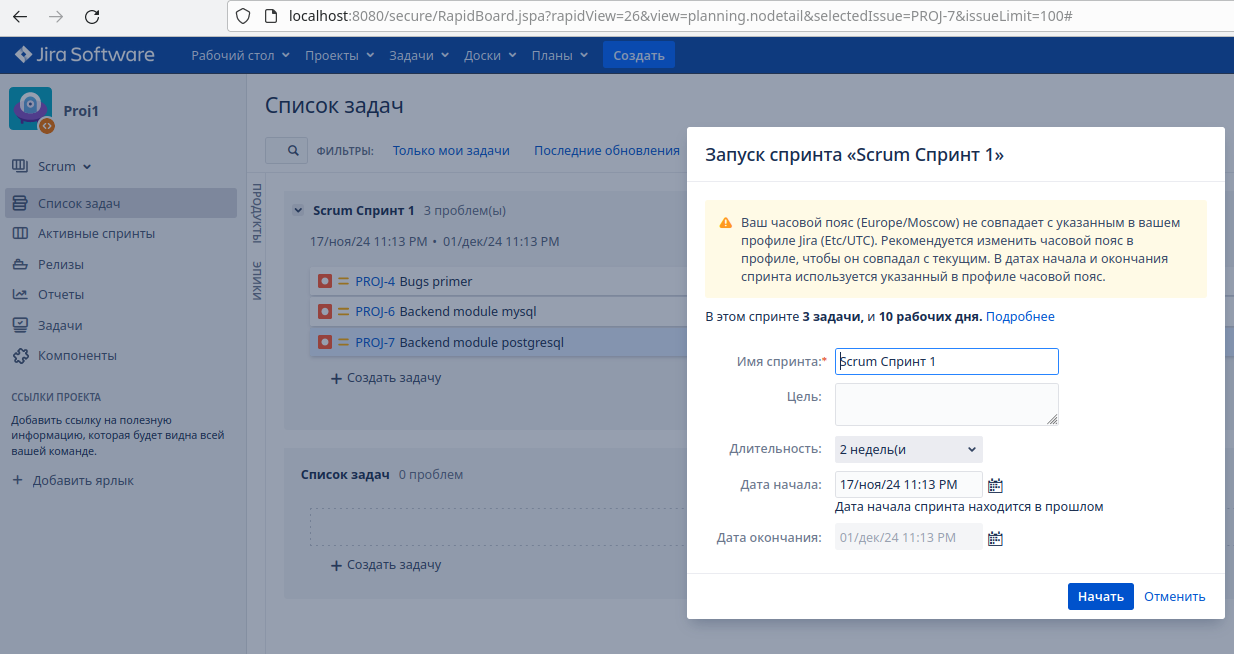 localhost:8080/secure/RapidBoard.jspa?rapidView=26&view=planning.nodetail&selectedIssue=PROJ-7&issueLimit=100#
Jira Software
Рабочий стол
Проекты
Задачи
Доски
Планы
Создать
Proj1
Scrum
Список задач
Активные спринты
Релизы
Отчеты
Задачи
Компоненты
ССЫЛКИ ПРОЕКТА
Добавить ссылку на полезную
информацию, которая будет видна всей
вашей команде.
+ Добавить ярлык
Список задач
ФИЛЬТРЫ:
Только мои задачи
Последние обновления
ПРОДУКТЫ
ЭПИКИ
Scrum Спринт 1 3 проблем(ы)
17/ноя/24 11:13 PM • 01/дек/24 11:13 PM
PROJ-4 Bugs primer
PROJ-6 Backend module mysql
PROJ-7 Backend module postgresql
+ Создать задачу
Список задач 0 проблем
+ Создать задачу
Запуск спринта «Scrum Спринт 1»
Ваш часовой пояс (Europe/Moscow) не совпадает с указанным в вашем
профиле Jira (Etc/UTC). Рекомендуется изменить часовой пояс в
профиле, чтобы он совпадал с текущим. В датах начала и окончания
спринта используется указанный в профиле часовой пояс.
В этом спринте 3 задачи, и 10 рабочих дня. Подробнее
Имя спринта:* Scrum Спринт 1
Цель:
Длительность: 2 недель(и
Дата начала: 17/ноя/24 11:13 PM
Дата начала спринта находится в прошлом
Дата окончания: 01/дек/24 11:13 PM
Начать
Отменить